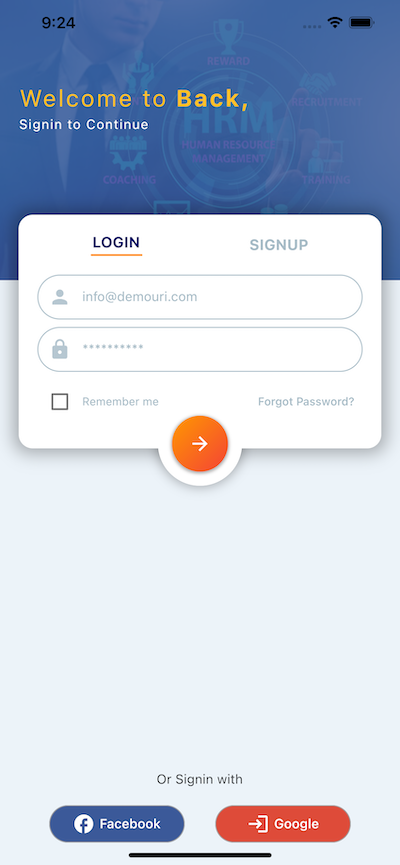 9:24
REWARD
RECRUITMENT
HRM
HUMAN RESOURCE
MANAGEMENT
COACHING
TRAINING
Welcome to Back,
Signin to Continue
LOGIN
SIGNUP
info@demouri.com
**********
Remember me
Forgot Password?
Or Signin with
Facebook
Google